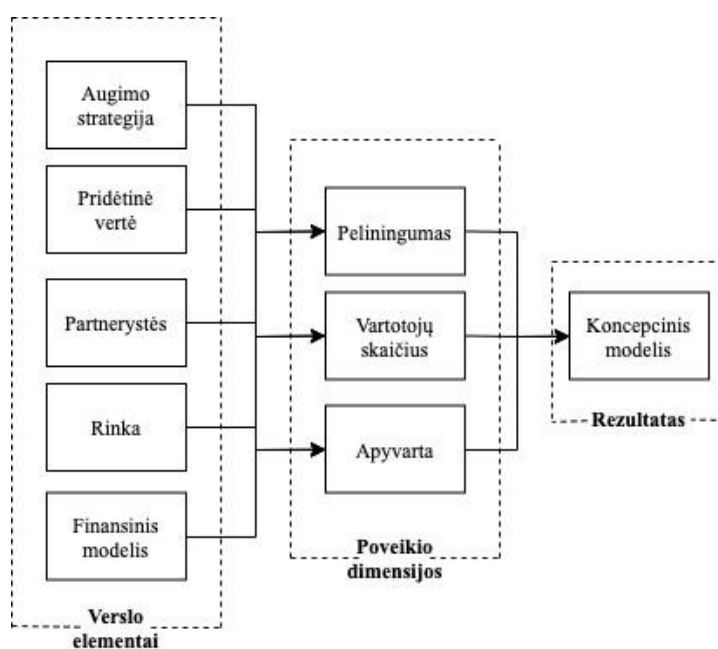 Augimo
strategija
Pridėtinė
vertė
Partnerystės
Rinka
Finansinis
modelis
Verslo
elementai
Peliningumas
Vartotojų
skaičius
Apyvarta
Poveikio
dimensijos
Koncepcinis
modelis
Rezultatas